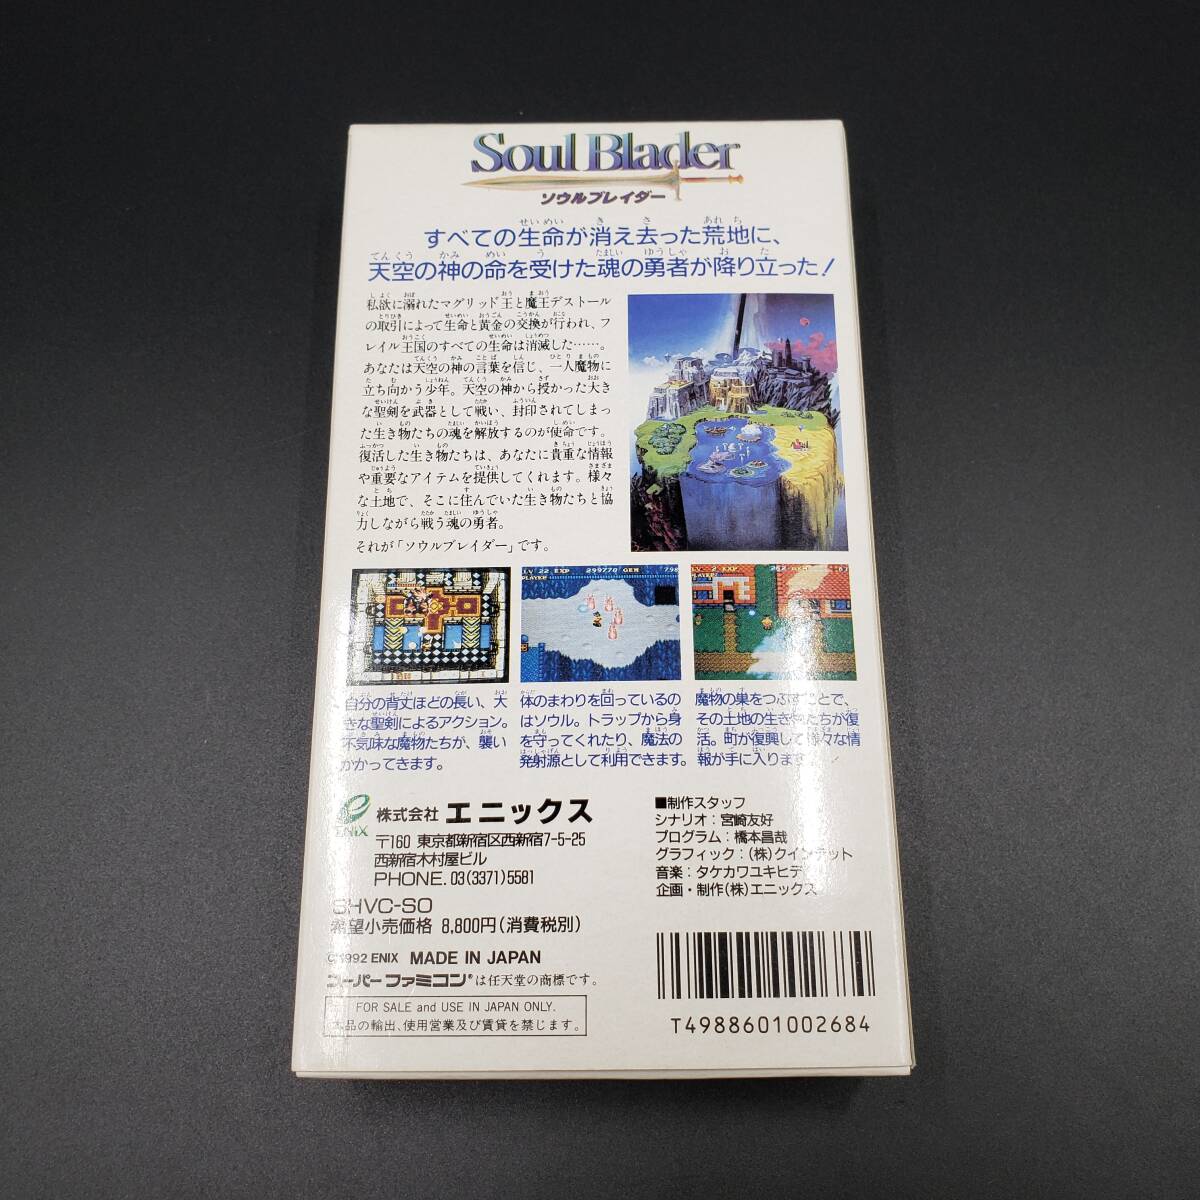 Soul Blader
ソウルブレイダー
すべての生命が消え去った荒地に、
天空の神の命を受けた魂の勇者が降り立った！
私欲に溺れたマグリッド王と魔王デストール
の取引によって生命と黄金の交換が行われ、フ
レイル王国のすべての生命は消滅した……。
あなたは天空の神の言葉を信じ、一人魔物に
立ち向かう少年。天空の神から授かった大き
な聖剣を武器として戦い、封印されてしまっ
た生き物たちの魂を解放するのが使命です。
復活した生き物たちは、あなたに貴重な情報
や重要なアイテムを提供してくれます。様々
な土地で、そこに住んでいた生き物たちと協
力しながら戦う魂の勇者。
それが「ソウルブレイダー」です。
LV 22 EXP 299770 GEM 798
PLAYER
LV 2 EXP 262
PLAYER
自分の背丈ほどの長い、大
きな聖剣によるアクション。
不気味な魔物たちが、襲い
かかってきます。
体のまわりを回っているの
はソウル。トラップから身
を守ってくれたり、魔法の
発射源として利用できます。
魔物の巣をつぶすことで、
その土地の生き物たちが復
活。町が復興して様々な情
報が手に入ります！
ENIX
株式会社 エニックス
〒160 東京都新宿区西新宿7-5-25
西新宿木村屋ビル
PHONE. 03(3371)5581
SHVC-SO
希望小売価格 8,800円(消費税別)
©1992 ENIX MADE IN JAPAN
スーパーファミコン®は任天堂の商標です。
FOR SALE and USE IN JAPAN ONLY.
本品の輸出、使用営業及び賃貸を禁じます。
■制作スタッフ
シナリオ：宮崎友好
プログラム：橋本昌哉
グラフィック：(株)クインテット
音楽：タケカワユキヒデ
企画・制作(株)エニックス
T4988601002684